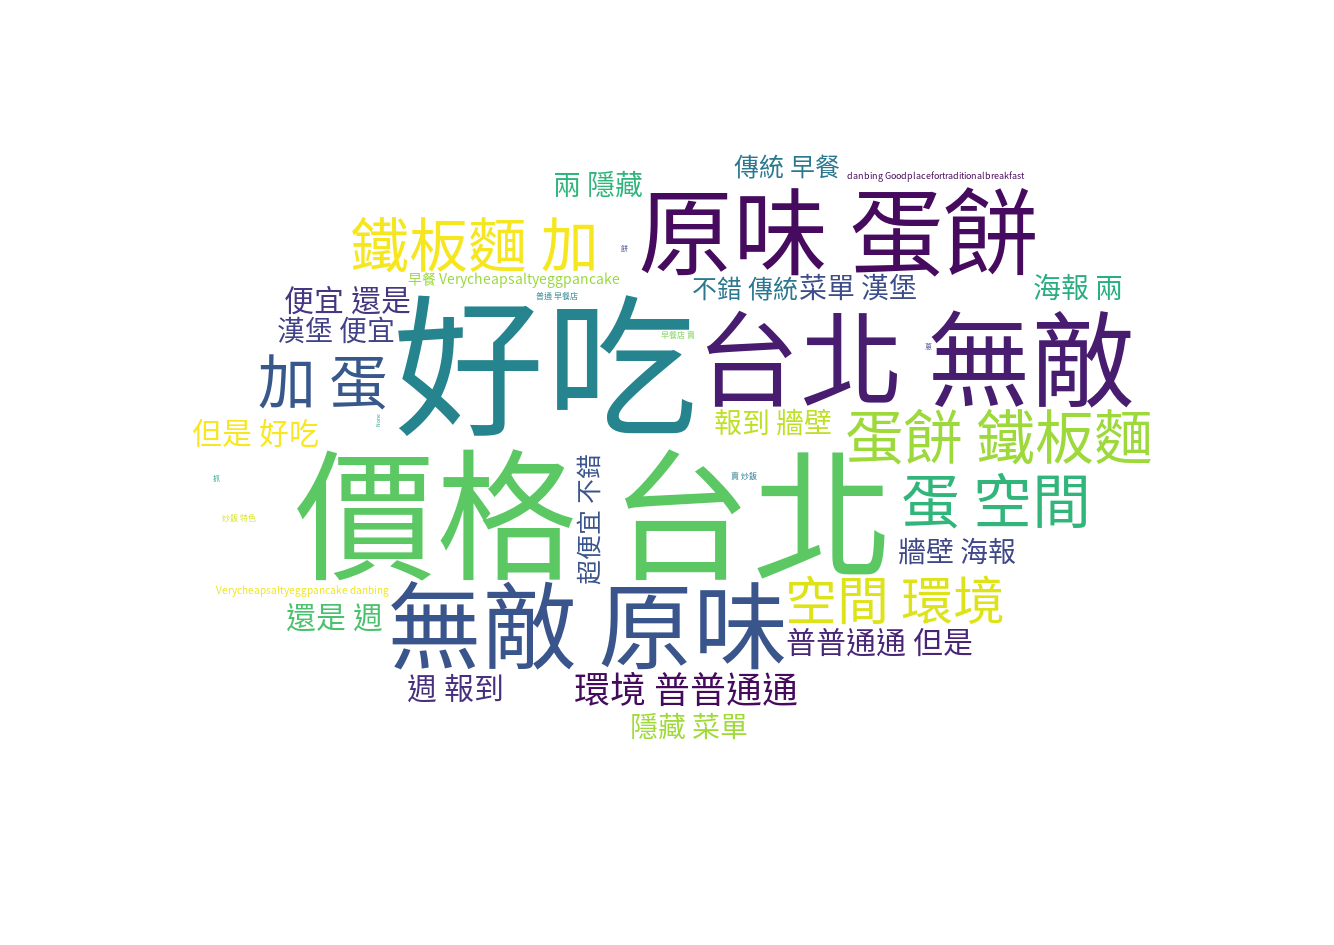 傳統 早餐
兩 隱藏
danbing Goodplacefortraditionalbreakfast
原味 蛋餅
鐵板麵 加
餅
早餐 Verycheapsaltyeggpancake
不錯 傳統
菜單 漢堡
海報 兩
便宜 還是
普通 早餐店
漢堡 便宜
好吃
早餐店 賣
台北 無敵
蔥
加 蛋
但是 好吃
報到 牆壁
蛋餅 鐵板麵
價格 台北
超便宜 不錯
賣 炒飯
蛋 空間
抓
炒飯 特色
牆壁 海報
Verycheapsaltyeggpancake danbing
無敵 原味
空間 環境
還是 週
普普通通 但是
週 報到
環境 普普通通
隱藏 菜單